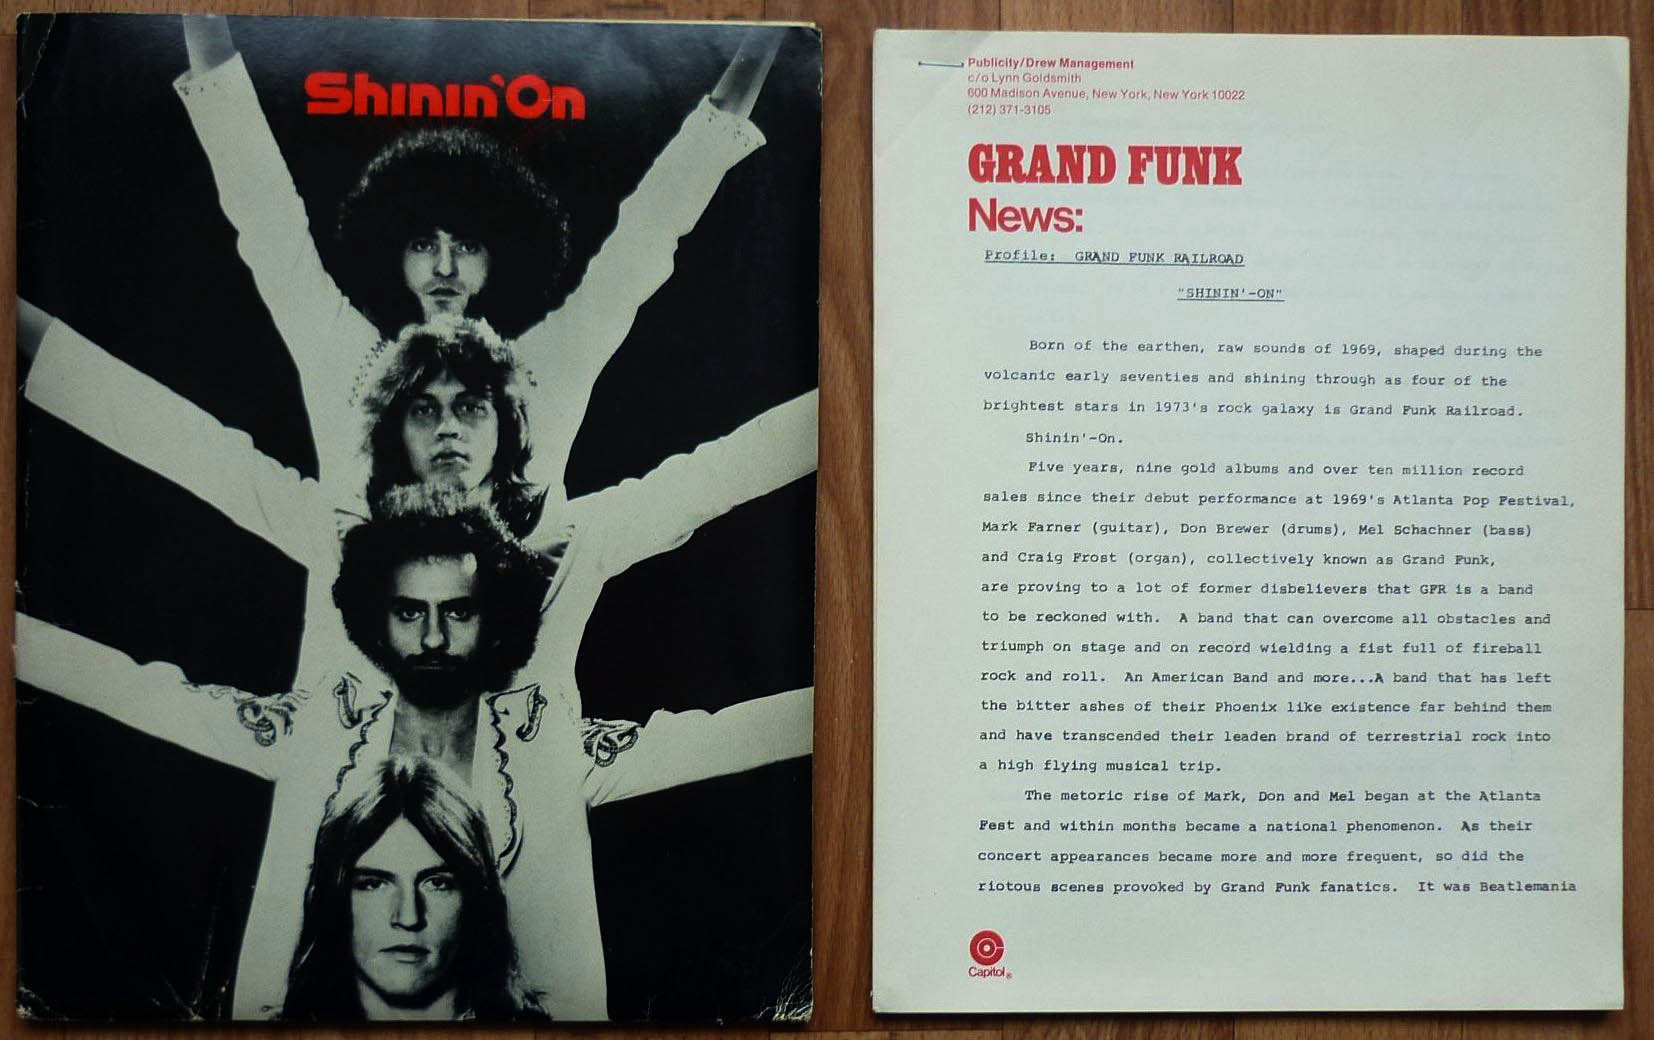 Shinin'On
Publicity/Drew Management
c/o Lynn Goldsmith
600 Madison Avenue, New York, New York 10022
(212) 371-3105
GRAND FUNK
News:
Profile: GRAND FUNK RAILROAD
"SHININ'-ON"
Born of the earthen, raw sounds of 1969, shaped during the
volcanic early seventies and shining through as four of the
brightest stars in 1973's rock galaxy is Grand Funk Railroad.
Shinin'-On.
Five years, nine gold albums and over ten million record
sales since their debut performance at 1969's Atlanta Pop Festival,
Mark Farner (guitar), Don Brewer (drums), Mel Schachner (bass)
and Craig Frost (organ), collectively known as Grand Funk,
are proving to a lot of former disbelievers that GFR is a band
to be reckoned with. A band that can overcome all obstacles and
triumph on stage and on record wielding a fist full of fireball
rock and roll. An American Band and more...A band that has left
the bitter ashes of their Phoenix like existence far behind them
and have transcended their leaden brand of terrestrial rock into
a high flying musical trip.
The metoric rise of Mark, Don and Mel began at the Atlanta
Fest and within months became a national phenomenon. As their
concert appearances became more and more frequent, so did the
riotous scenes provoked by Grand Funk fanatics. It was Beatlemania
Capitol®